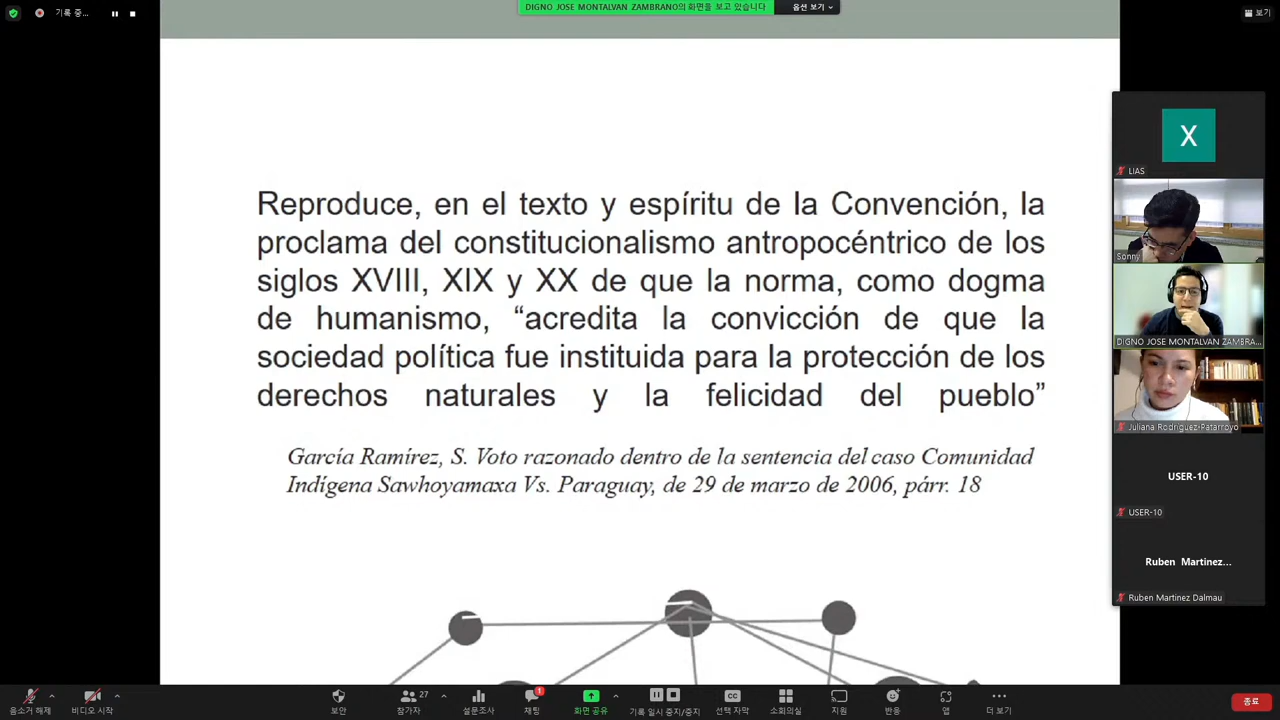 기록 중...
DIGNO JOSE MONTALVAN ZAMBRANO의 화면을 보고 있습니다
옵션 보기
보기
Reproduce, en el texto y espíritu de la Convención, la
proclama del constitucionalismo antropocéntrico de los
siglos XVIII, XIX y XX de que la norma, como dogma
de humanismo, “acredita la convicción de que la
sociedad política fue instituida para la protección de los
derechos naturales y la felicidad del pueblo”
García Ramírez, S. Voto razonado dentro de la sentencia del caso Comunidad
Indígena Sawhoyamaxa Vs. Paraguay, de 29 de marzo de 2006, párr. 18
X
LIAS
Sonny
DIGNO JOSE MONTALVAN ZAMBRA...
Juliana Rodriguez-Patarroyo
USER-10
USER-10
Ruben Martinez...
Ruben Martinez Dalmau
음소거 해제
비디오 시작
보안
27
참가자
설문조사
1
채팅
화면 공유
기록 일시 중지/중지
선택 자막
소회의실
지원
반응
앱
더 보기
종료